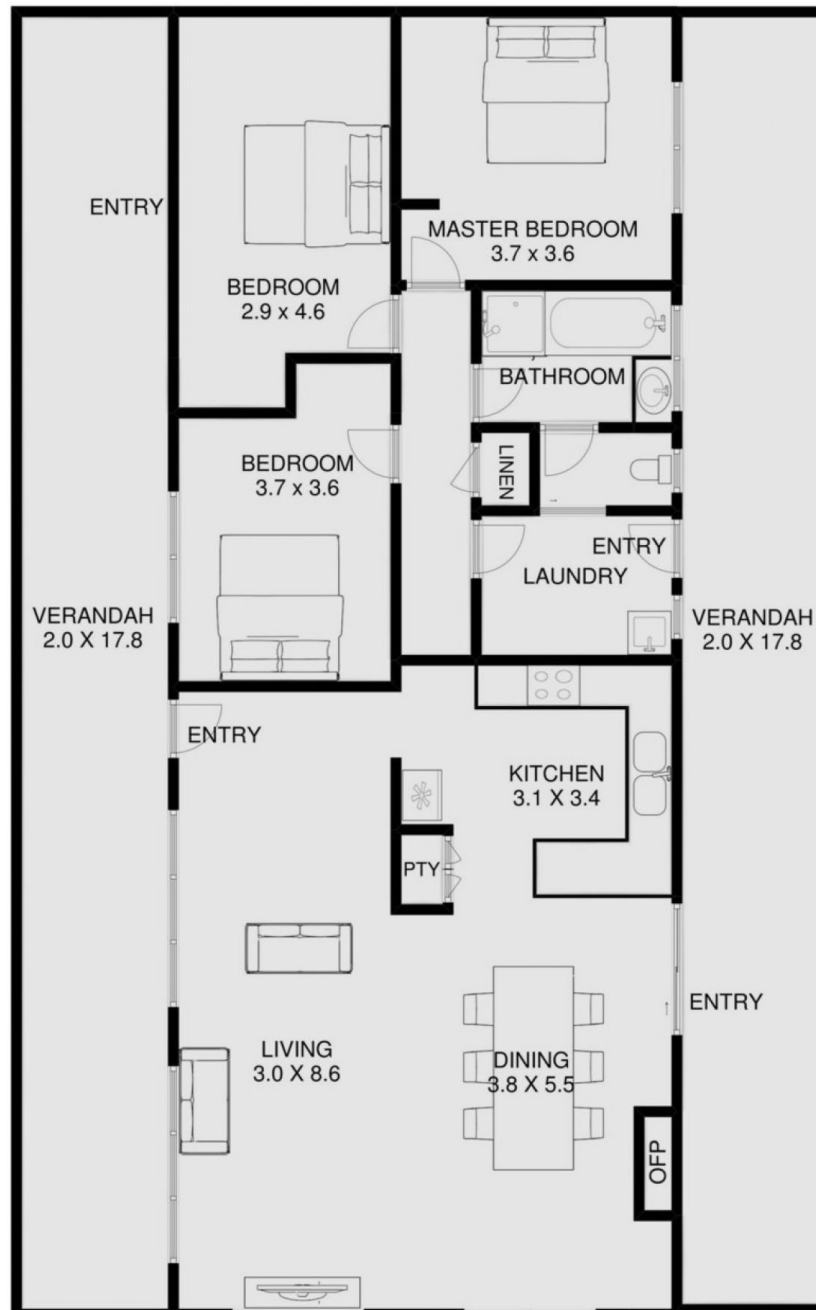 ENTRY
MASTER BEDROOM
3.7 x 3.6
BEDROOM
2.9 x 4.6
BATHROOM
BEDROOM
3.7 x 3.6
LINEN
ENTRY
LAUNDRY
VERANDAH
2.0 X 17.8
VERANDAH
2.0 X 17.8
ENTRY
KITCHEN
3.1 X 3.4
PTY
ENTRY
LIVING
3.0 X 8.6
DINING
3.8 X 5.5
OFP